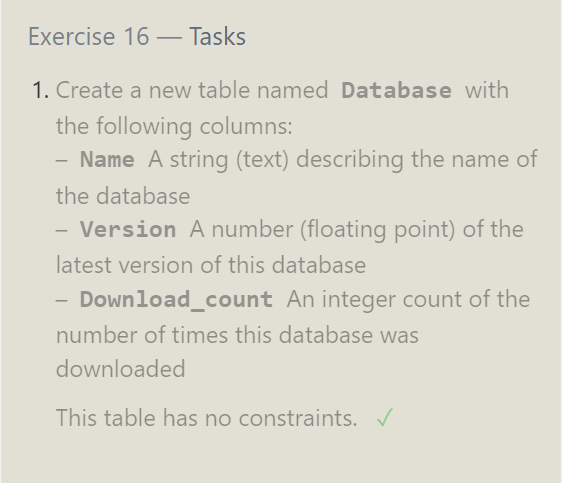 Exercise 16 — Tasks
1. Create a new table named Database with
the following columns:
– Name A string (text) describing the name of
the database
– Version A number (floating point) of the
latest version of this database
– Download_count An integer count of the
number of times this database was
downloaded
This table has no constraints. ✓